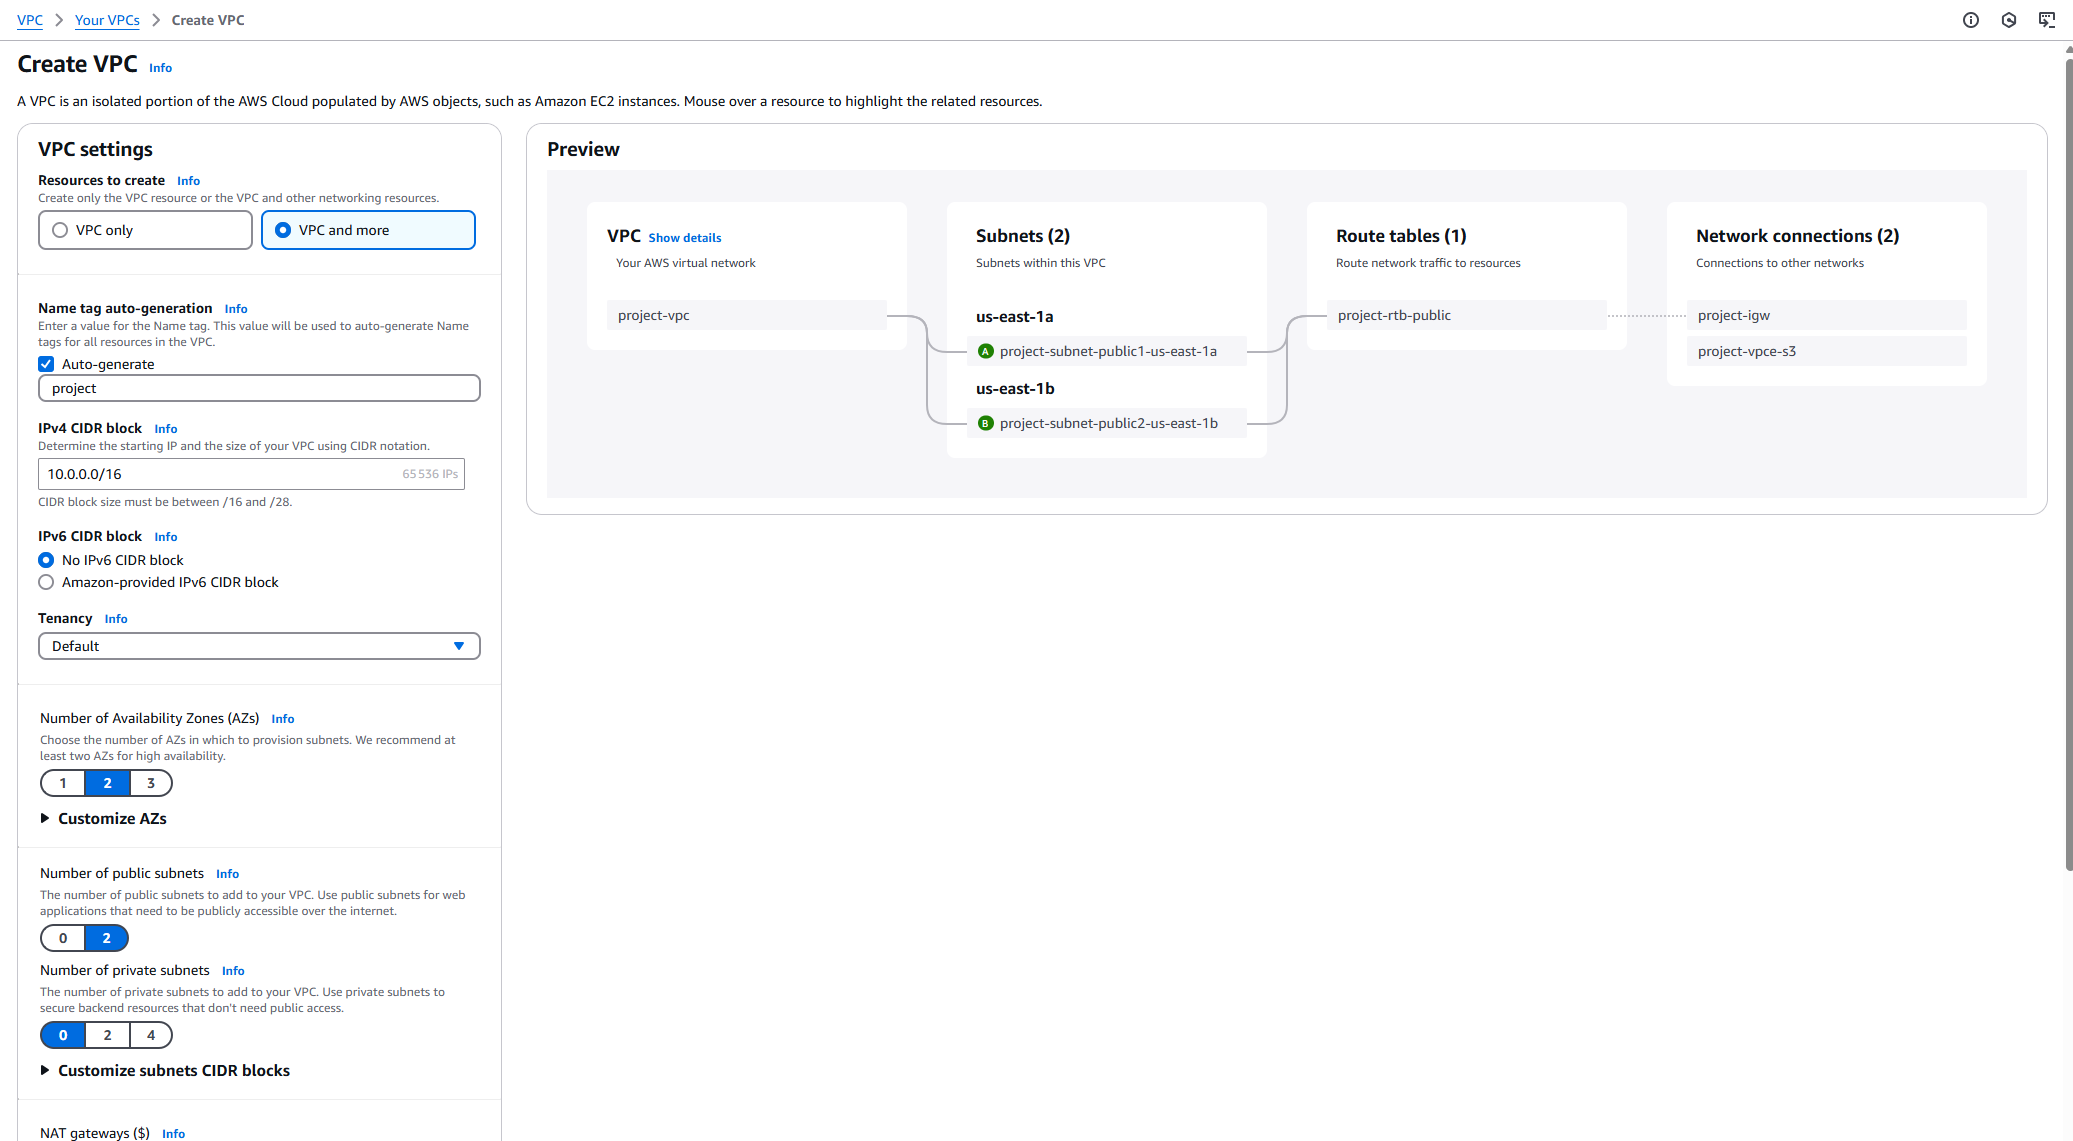 VPC > Your VPCs > Create VPC
Create VPC Info
A VPC is an isolated portion of the AWS Cloud populated by AWS objects, such as Amazon EC2 instances. Mouse over a resource to highlight the related resources.
VPC settings
Resources to create Info
Create only the VPC resource or the VPC and other networking resources.
VPC only
VPC and more
Name tag auto-generation Info
Enter a value for the Name tag. This value will be used to auto-generate Name
tags for all resources in the VPC.
Auto-generate
project
IPv4 CIDR block Info
Determine the starting IP and the size of your VPC using CIDR notation.
10.0.0.0/16 65 536 IPs
CIDR block size must be between /16 and /28.
IPv6 CIDR block Info
No IPv6 CIDR block
Amazon-provided IPv6 CIDR block
Tenancy Info
Default
Number of Availability Zones (AZs) Info
Choose the number of AZs in which to provision subnets. We recommend at
least two AZs for high availability.
1 2 3
Customize AZs
Number of public subnets Info
The number of public subnets to add to your VPC. Use public subnets for web
applications that need to be publicly accessible over the internet.
0 2
Number of private subnets Info
The number of private subnets to add to your VPC. Use private subnets to
secure backend resources that don't need public access.
0 2 4
Customize subnets CIDR blocks
NAT gateways ($) Info
Preview
VPC Show details
Your AWS virtual network
project-vpc
Subnets (2)
Subnets within this VPC
us-east-1a
A project-subnet-public1-us-east-1a
us-east-1b
B project-subnet-public2-us-east-1b
Route tables (1)
Route network traffic to resources
project-rtb-public
Network connections (2)
Connections to other networks
project-igw
project-vpce-s3